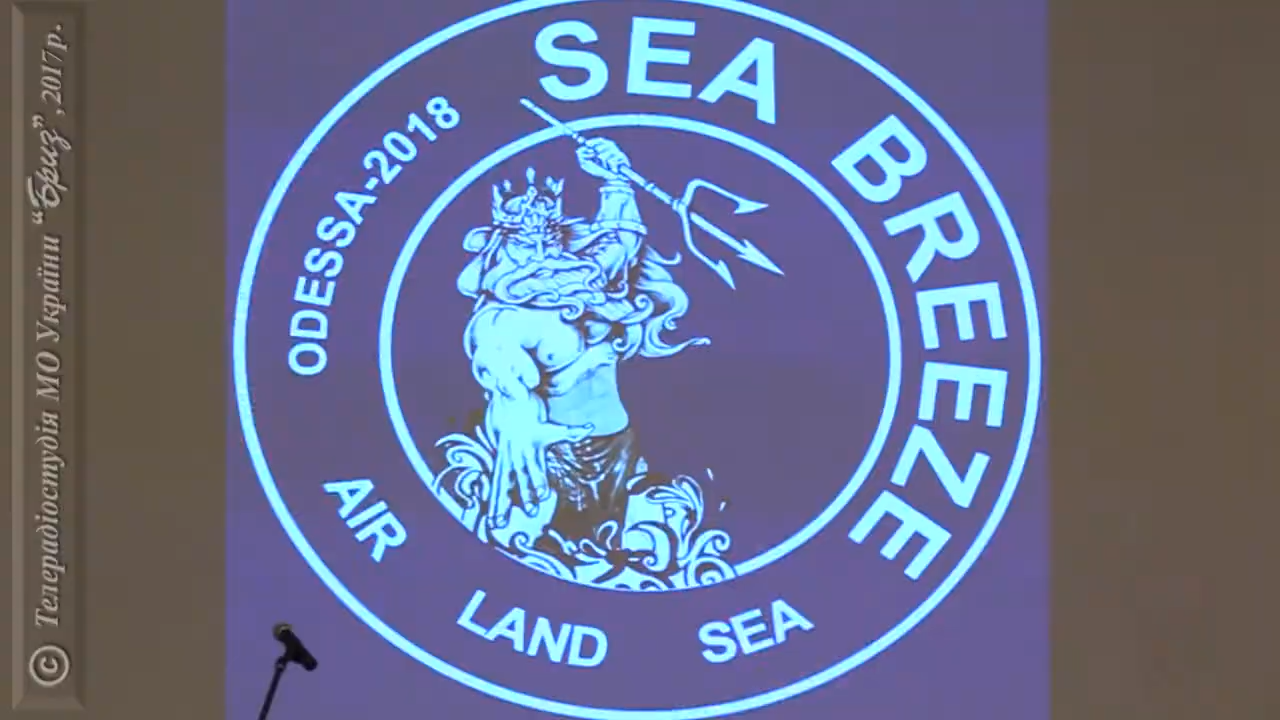 © Телерадіостудія МО України “Бриз”, 2017р.
ODESSA-2018
SEA BREEZE
AIR LAND SEA